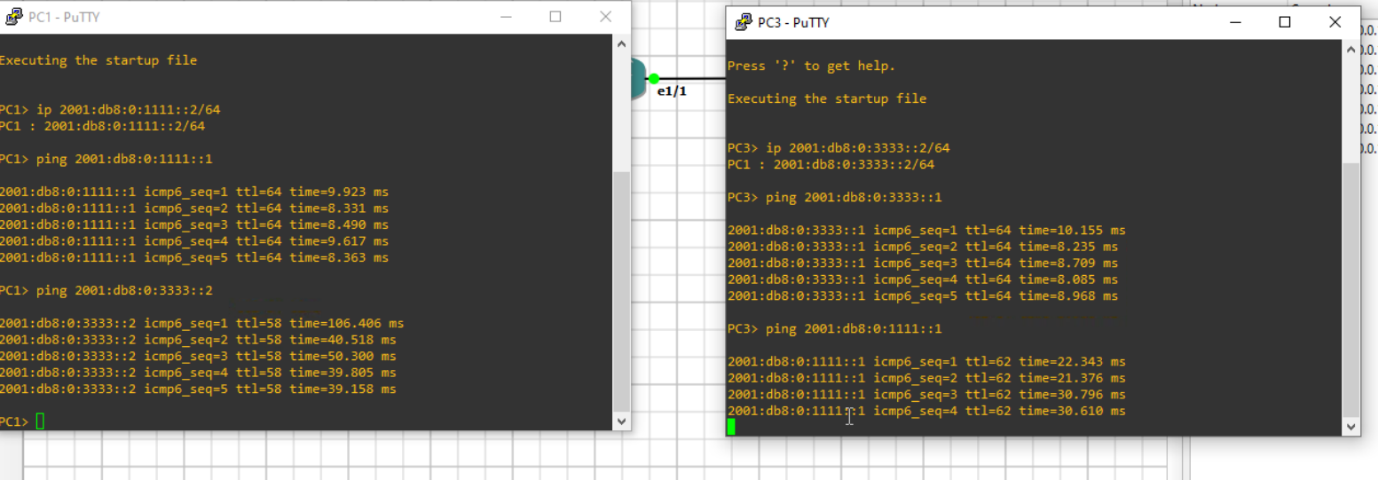 PC1 - PuTTY
Executing the startup file
PC1> ip 2001:db8:0:1111::2/64
PC1 : 2001:db8:0:1111::2/64
PC1> ping 2001:db8:0:1111::1
2001:db8:0:1111::1 icmp6_seq=1 ttl=64 time=9.923 ms
2001:db8:0:1111::1 icmp6_seq=2 ttl=64 time=8.331 ms
2001:db8:0:1111::1 icmp6_seq=3 ttl=64 time=8.490 ms
2001:db8:0:1111::1 icmp6_seq=4 ttl=64 time=9.617 ms
2001:db8:0:1111::1 icmp6_seq=5 ttl=64 time=8.363 ms
PC1> ping 2001:db8:0:3333::2
2001:db8:0:3333::2 icmp6_seq=1 ttl=58 time=106.406 ms
2001:db8:0:3333::2 icmp6_seq=2 ttl=58 time=40.518 ms
2001:db8:0:3333::2 icmp6_seq=3 ttl=58 time=50.300 ms
2001:db8:0:3333::2 icmp6_seq=4 ttl=58 time=39.805 ms
2001:db8:0:3333::2 icmp6_seq=5 ttl=58 time=39.158 ms
PC1>
e1/1
PC3 - PuTTY
Press '?' to get help.
Executing the startup file
PC3> ip 2001:db8:0:3333::2/64
PC1 : 2001:db8:0:3333::2/64
PC3> ping 2001:db8:0:3333::1
2001:db8:0:3333::1 icmp6_seq=1 ttl=64 time=10.155 ms
2001:db8:0:3333::1 icmp6_seq=2 ttl=64 time=8.235 ms
2001:db8:0:3333::1 icmp6_seq=3 ttl=64 time=8.709 ms
2001:db8:0:3333::1 icmp6_seq=4 ttl=64 time=8.085 ms
2001:db8:0:3333::1 icmp6_seq=5 ttl=64 time=8.968 ms
PC3> ping 2001:db8:0:1111::1
2001:db8:0:1111::1 icmp6_seq=1 ttl=62 time=22.343 ms
2001:db8:0:1111::1 icmp6_seq=2 ttl=62 time=21.376 ms
2001:db8:0:1111::1 icmp6_seq=3 ttl=62 time=30.796 ms
2001:db8:0:1111::1 icmp6_seq=4 ttl=62 time=30.610 ms